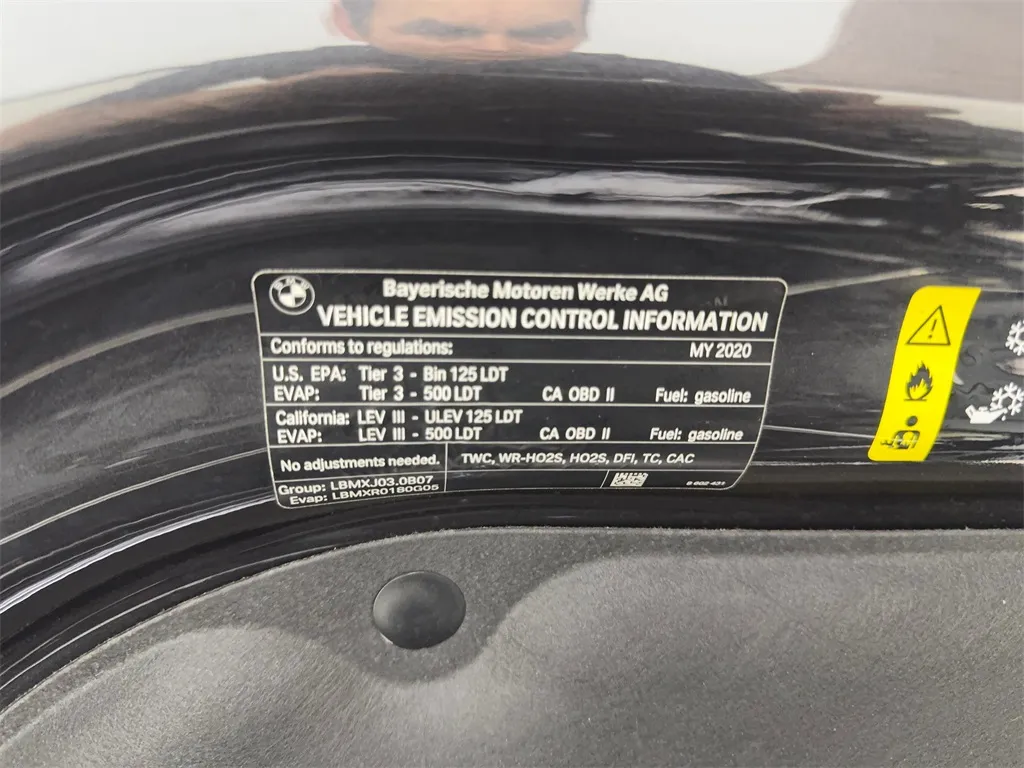 Bayerische Motoren Werke AG
VEHICLE EMISSION CONTROL INFORMATION
Conforms to regulations: MY 2020
U.S. EPA: Tier 3 - Bin 125 LDT
EVAP: Tier 3 - 500 LDT CA OBD II Fuel: gasoline
California: LEV III - ULEV 125 LDT
EVAP: LEV III - 500 LDT CA OBD II Fuel: gasoline
No adjustments needed. TWC, WR-HO2S, HO2S, DFI, TC, CAC
Group: LBMXJ03.0B07
Evap: LBMXR0180G05